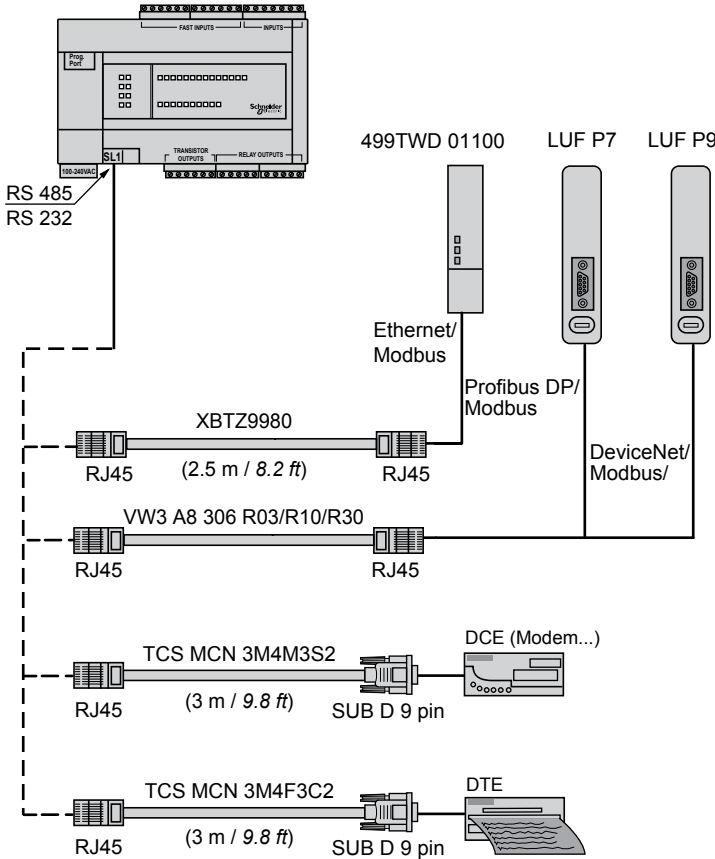 FAST INPUTS
INPUTS
Prog.
Port
Schneider
Electric
SL1
TRANSISTOR
OUTPUTS
RELAY OUTPUTS
100-240VAC
RS 485
RS 232
499TWD 01100
LUF P7
LUF P9
Ethernet/
Modbus
Profibus DP/
Modbus
DeviceNet/
Modbus/
XBTZ9980
(2.5 m / 8.2 ft)
RJ45
RJ45
VW3 A8 306 R03/R10/R30
RJ45
RJ45
TCS MCN 3M4M3S2
(3 m / 9.8 ft)
RJ45
SUB D 9 pin
DCE (Modem...)
TCS MCN 3M4F3C2
(3 m / 9.8 ft)
RJ45
SUB D 9 pin
DTE